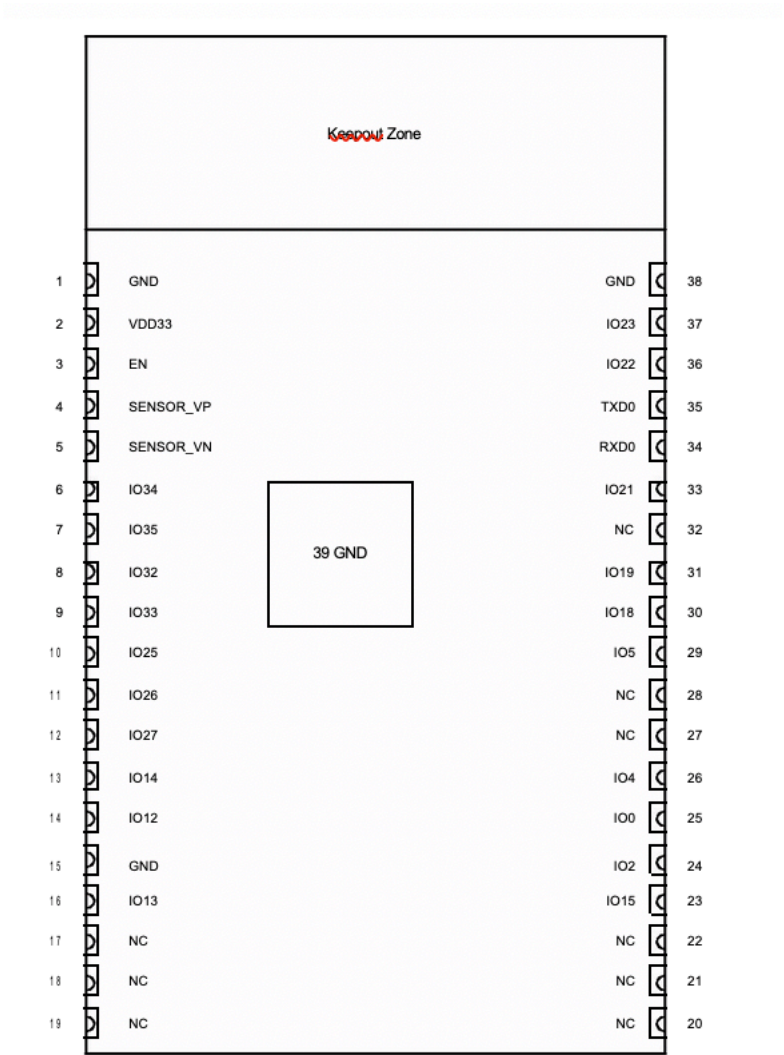 Keepout Zone
1 GND GND 38
2 VDD33 IO23 37
3 EN IO22 36
4 SENSOR_VP TXD0 35
5 SENSOR_VN RXD0 34
6 IO34 IO21 33
7 IO35 NC 32
39 GND
8 IO32 IO19 31
9 IO33 IO18 30
10 IO25 IO5 29
11 IO26 NC 28
12 IO27 NC 27
13 IO14 IO4 26
14 IO12 IO0 25
15 GND IO2 24
16 IO13 IO15 23
17 NC NC 22
18 NC NC 21
19 NC NC 20